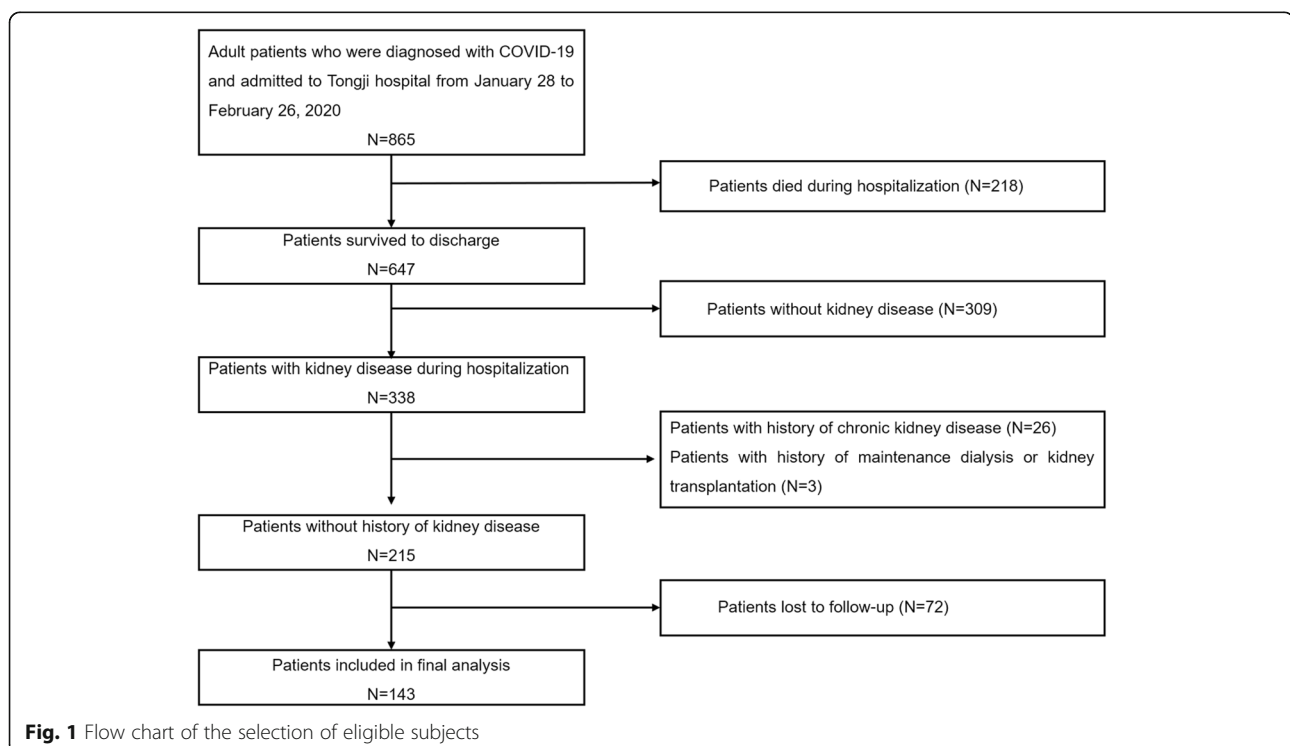 Adult patients who were diagnosed with COVID-19
and admitted to Tongji hospital from January 28 to
February 26, 2020
N=865
Patients died during hospitalization (N=218)
Patients survived to discharge
N=647
Patients without kidney disease (N=309)
Patients with kidney disease during hospitalization
N=338
Patients with history of chronic kidney disease (N=26)
Patients with history of maintenance dialysis or kidney
transplantation (N=3)
Patients without history of kidney disease
N=215
Patients lost to follow-up (N=72)
Patients included in final analysis
N=143
Fig. 1 Flow chart of the selection of eligible subjects